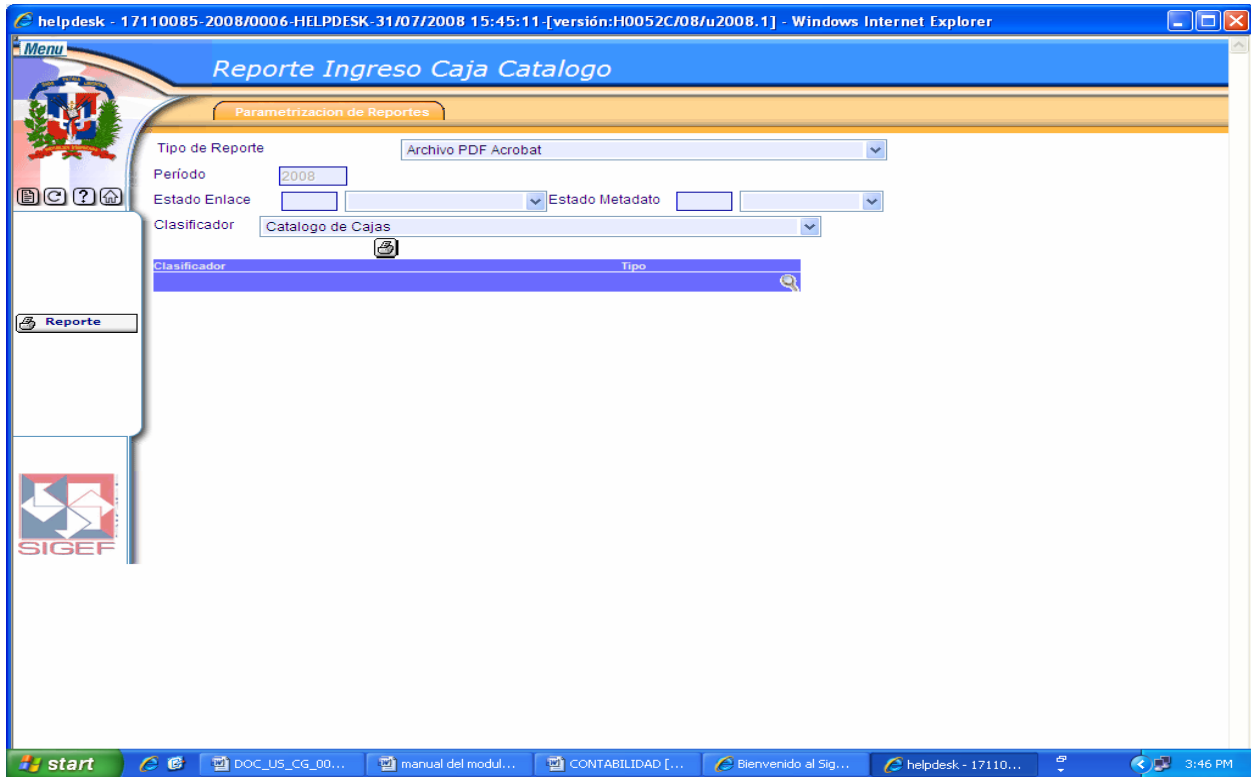 helpdesk - 17110085-2008/0006-HELPDESK-31/07/2008 15:45:11-[versión:H0052C/08/u2008.1] - Windows Internet Explorer
Menu
Reporte Ingreso Caja Catalogo
Parametrizacion de Reportes
Tipo de Reporte Archivo PDF Acrobat
Período 2008
Estado Enlace Estado Metadato
Clasificador Catalogo de Cajas
Clasificador Tipo
Reporte
SIGEF
start DOC_US_CG_00... manual del modul... CONTABILIDAD [... Bienvenido al Sig... helpdesk - 17110... 3:46 PM